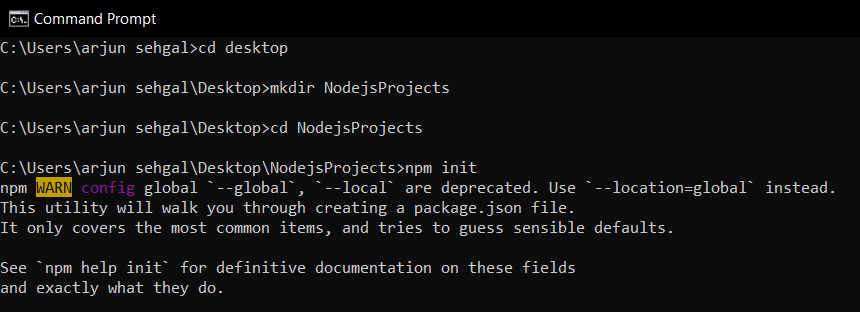 Command Prompt
C:\Users\arjun sehgal>cd desktop
C:\Users\arjun sehgal\Desktop>mkdir NodejsProjects
C:\Users\arjun sehgal\Desktop>cd NodejsProjects
C:\Users\arjun sehgal\Desktop\NodejsProjects>npm init
npm WARN config global `--global`, `--local` are deprecated. Use `--location=global` instead.
This utility will walk you through creating a package.json file.
It only covers the most common items, and tries to guess sensible defaults.
See `npm help init` for definitive documentation on these fields
and exactly what they do.